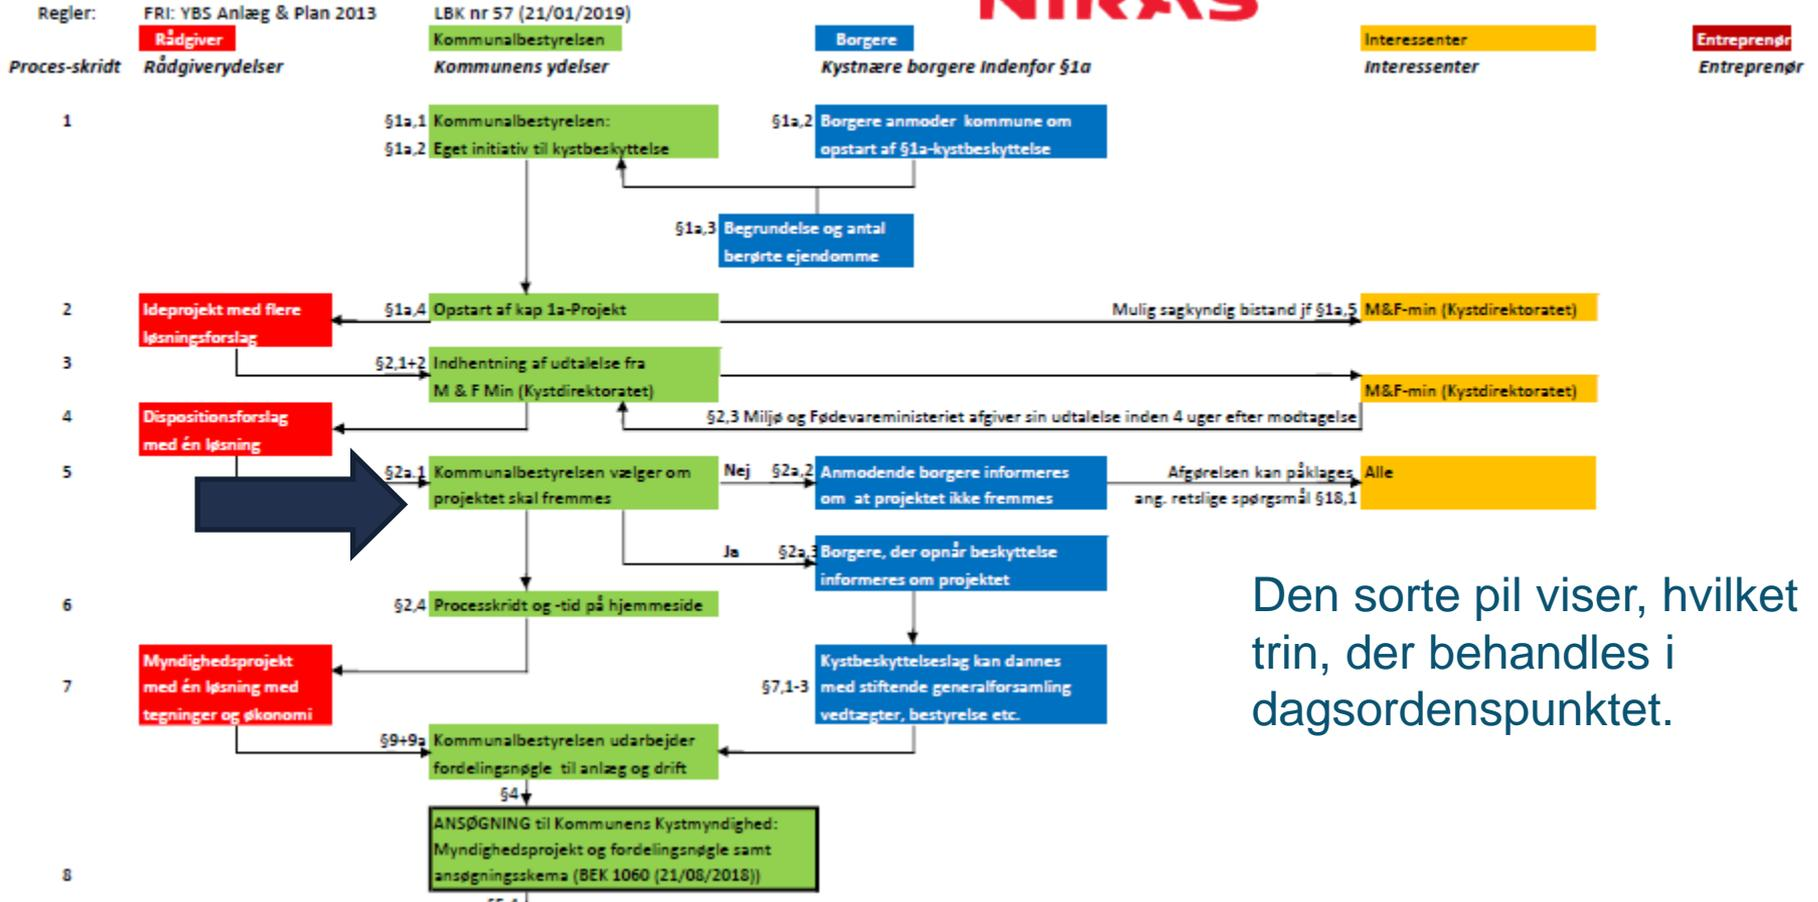 NIRAS
Regler: FRI: YBS Anlæg & Plan 2013 LBK nr 57 (21/01/2019)
Rådgiver Kommunalbestyrelsen Borgere Interessenter Entreprenør
Proces-skridt Rådgiverydelser Kommunens ydelser Kystnære borgere Indenfor §1a Interessenter Entreprenør
1 §1a,1 Kommunalbestyrelsen: §1a,2 Borgere anmoder kommune om
§1a,2 Eget initiativ til kystbeskyttelse opstart af §1a-kystbeskyttelse
§1a,3 Begrundelse og antal
berørte ejendomme
2 Ideprojekt med flere §1a,4 Opstart af kap 1a-Projekt Mulig sagkyndig bistand jf §1a,5 M&F-min (Kystdirektoratet)
løsningsforslag
3 §2,1+2 Indhentning af udtalelse fra
M & F Min (Kystdirektoratet) M&F-min (Kystdirektoratet)
4 Dispositionsforslag §2,3 Miljø og Fødevareministeriet afgiver sin udtalelse inden 4 uger efter modtagelse
med én løsning
5 §2a,1 Kommunalbestyrelsen vælger om Nej §2a,2 Anmodende borgere informeres Afgørelsen kan påklages Alle
projektet skal fremmes om at projektet ikke fremmes ang. retslige spørgsmål §18,1
Ja §2a,3 Borgere, der opnår beskyttelse
informeres om projektet
6 §2,4 Processkridt og -tid på hjemmeside
Den sorte pil viser, hvilket
trin, der behandles i
dagsordenspunktet.
Myndighedsprojekt Kystbeskyttelseslag kan dannes
7 med én løsning med §7,1-3 med stiftende generalforsamling
tegninger og økonomi vedtægter, bestyrelse etc.
§9+9a Kommunalbestyrelsen udarbejder
fordelingsnøgle til anlæg og drift
§4
ANSØGNING til Kommunens Kystmyndighed:
Myndighedsprojekt og fordelingsnøgle samt
8 ansøgningsskema (BEK 1060 (21/08/2018))